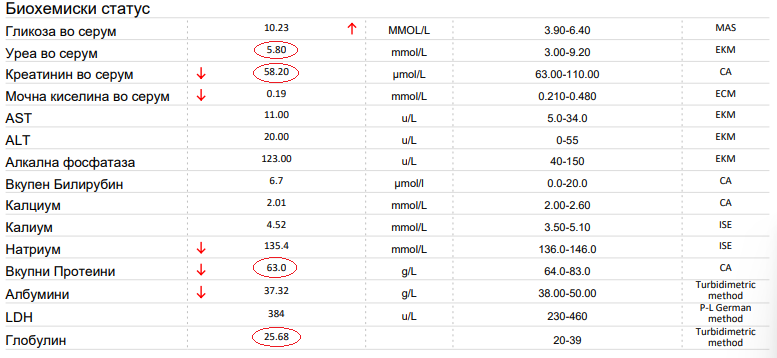 Биохемиски статус
Гликоза во серум 10.23 ↑ MMOL/L 3.90-6.40 MAS
Уреа во серум 5.80 mmol/L 3.00-9.20 EKM
Креатинин во серум ↓ 58.20 µmol/L 63.00-110.00 CA
Мочна киселина во серум ↓ 0.19 mmol/L 0.210-0.480 ECM
AST 11.00 u/L 5.0-34.0 EKM
ALT 20.00 u/L 0-55 EKM
Алкална фосфатаза 123.00 u/L 40-150 EKM
Вкупен Билирубин 6.7 µmol/l 0.0-20.0 CA
Калциум 2.01 mmol/L 2.00-2.60 CA
Калиум 4.52 mmol/L 3.50-5.10 ISE
Натриум ↓ 135.4 mmol/L 136.0-146.0 ISE
Вкупни Протеини ↓ 63.0 g/L 64.0-83.0 CA
Албумини ↓ 37.32 g/L 38.00-50.00 Turbidimetric method
LDH 384 u/L 230-460 P-L German method
Глобулин 25.68 20-39 Turbidimetric method